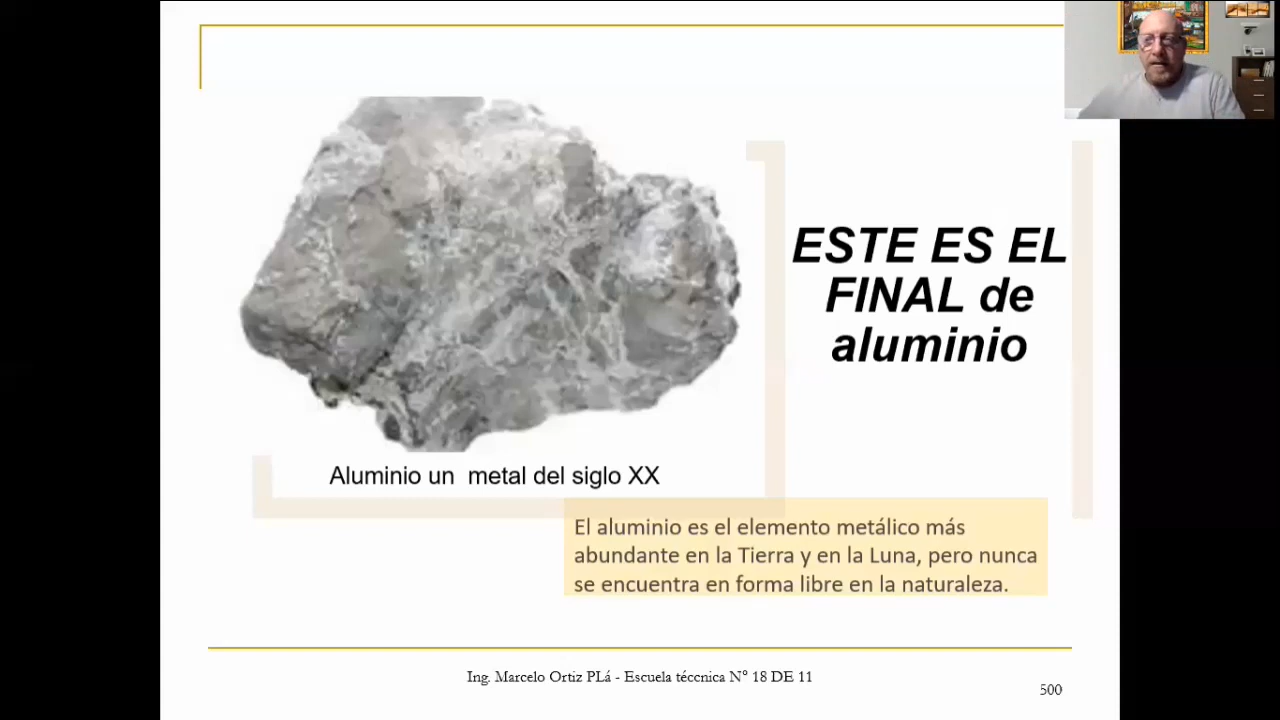 ESTE ES EL
FINAL de
aluminio
Aluminio un  metal del siglo XX
El aluminio es el elemento metálico más
abundante en la Tierra y en la Luna, pero nunca
se encuentra en forma libre en la naturaleza.
Ing. Marcelo Ortiz PLá - Escuela téccnica N° 18 DE 11
500